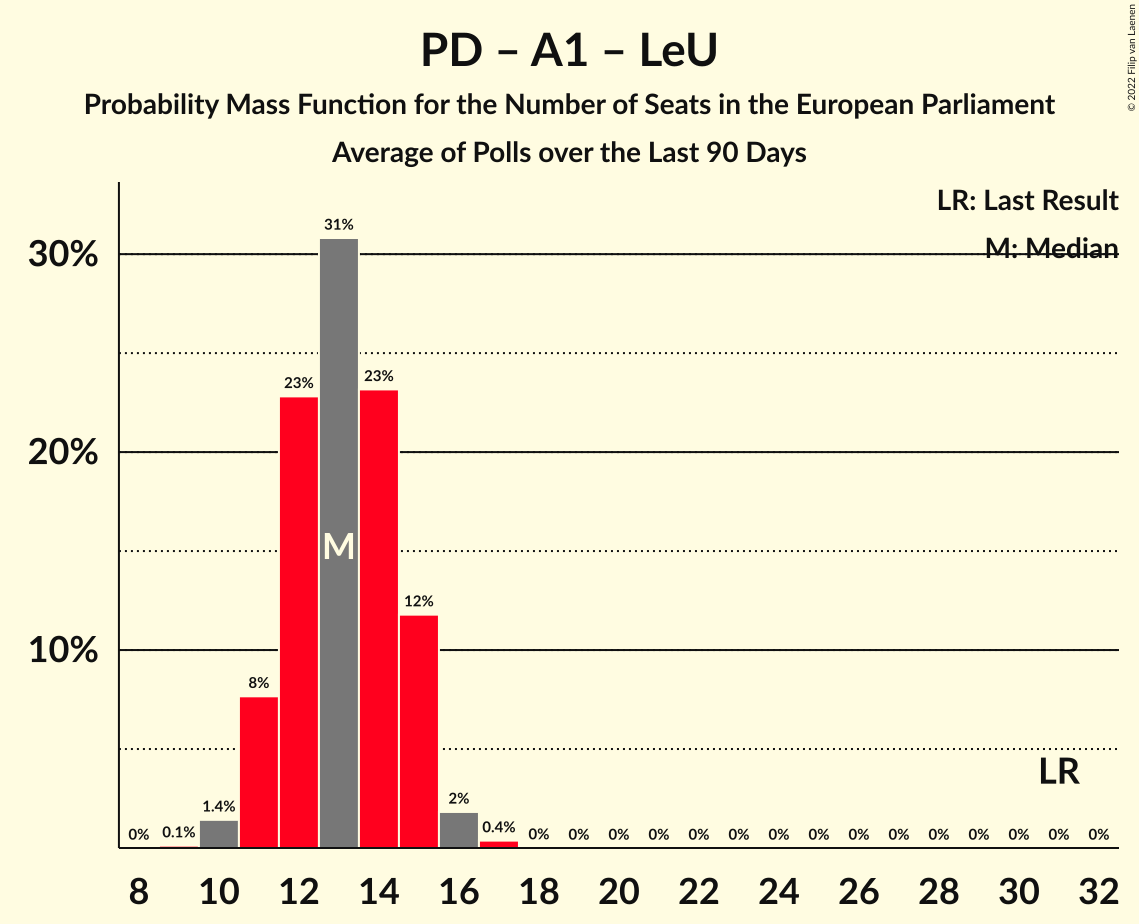 PD – A1 – LeU
Probability Mass Function for the Number of Seats in the European Parliament
Average of Polls over the Last 90 Days
© 2022 Filip van Laenen
LR: Last Result
M: Median
30%
20%
10%
0% 0.1% 1.4% 8% 23% 31% 23% 12% 2% 0.4% 0% 0% 0% 0% 0% 0% 0% 0% 0% 0% 0% 0% 0% 0% 0%
M
LR
8 10 12 14 16 18 20 22 24 26 28 30 32